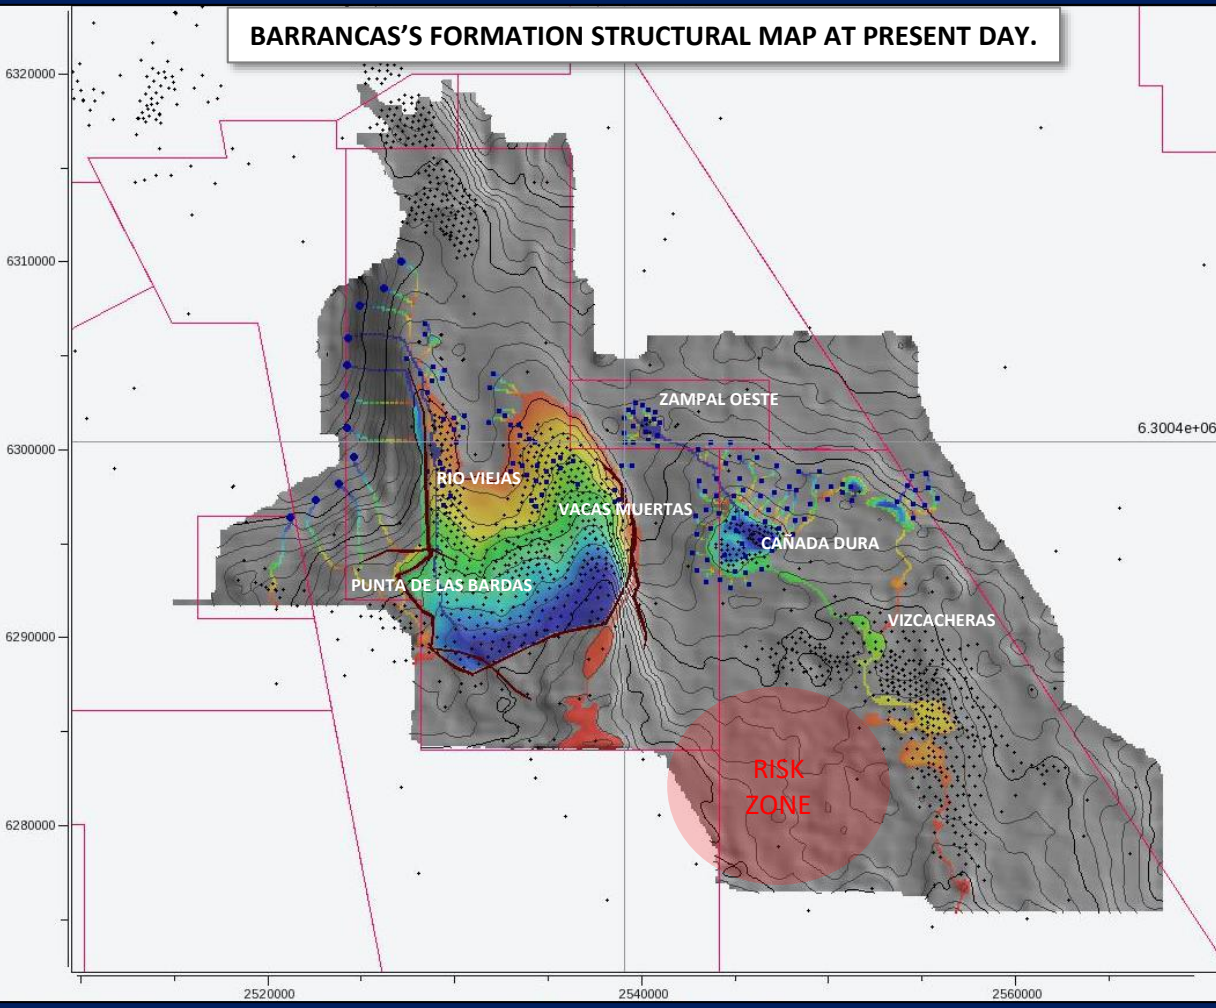 BARRANCAS'S FORMATION STRUCTURAL MAP AT PRESENT DAY.
6320000
6310000
ZAMPAL OESTE
6.3004e+06
6300000
RIO VIEJAS
VACAS MUERTAS
CAÑADA DURA
PUNTA DE LAS BARDAS
VIZCACHERAS
6290000
RISK
ZONE
6280000
2520000
2540000
2560000